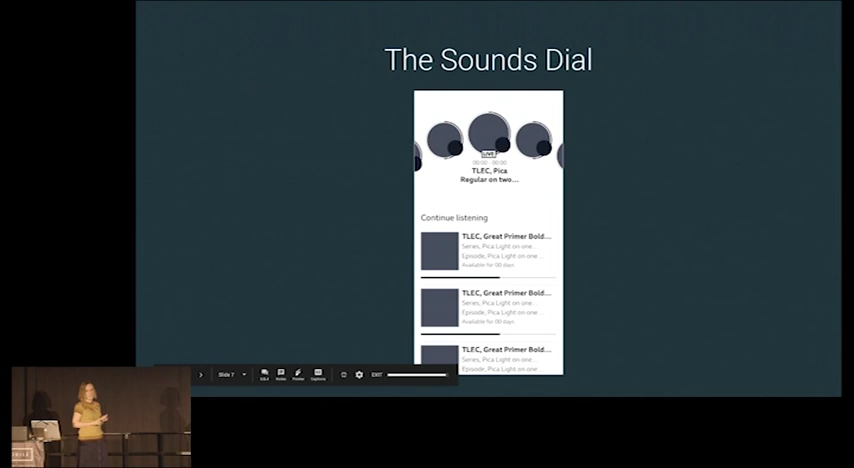 The Sounds Dial
LIVE
00:00 - 00:00
TLEC, Pica
Regular on two...
Continue listening
TLEC, Great Primer Bold...
Series, Pica Light on one...
Episode, Pica Light on one ...
Available for 00 days
TLEC, Great Primer Bold...
Series, Pica Light on one...
Episode, Pica Light on one ...
Available for 00 days
TLEC, Great Primer Bold...
Series, Pica Light on one...
Episode, Pica Light on one...
Slide 7
Q&A
Notes
Pointer
Captions
EXIT